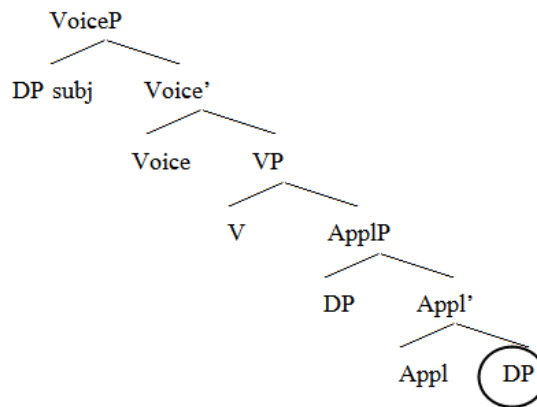 VoiceP
DP subj Voice’
Voice VP
V ApplP
DP Appl’
Appl DP